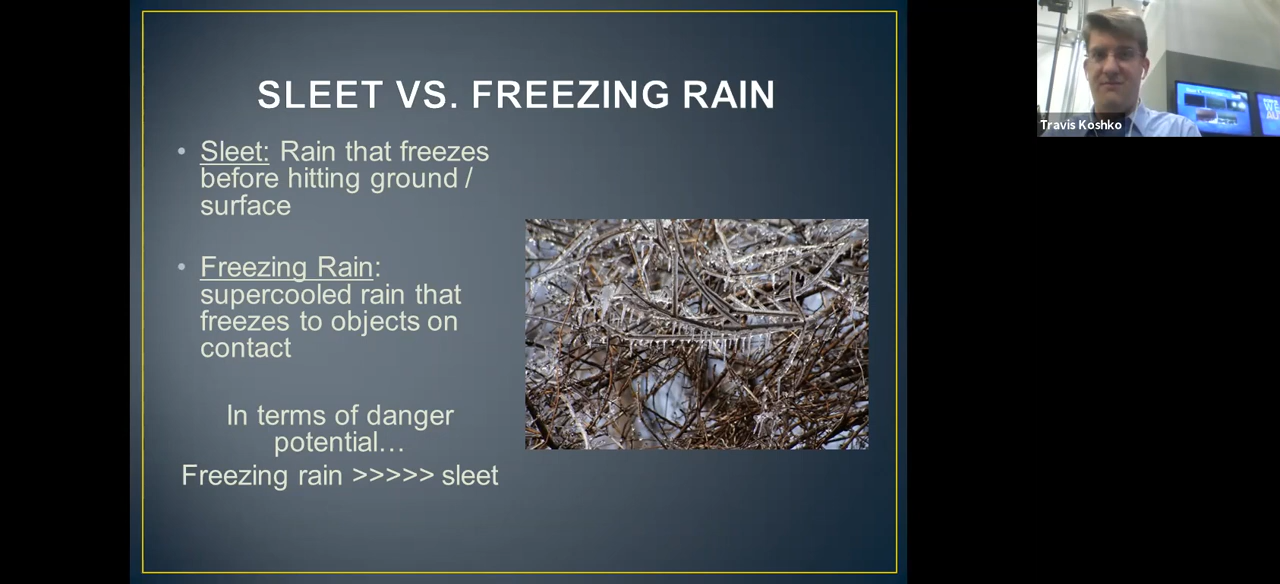 SLEET VS. FREEZING RAIN
• Sleet: Rain that freezes
before hitting ground /
surface
• Freezing Rain:
supercooled rain that
freezes to objects on
contact
In terms of danger
potential…
Freezing rain >>>>> sleet
Travis Koshko